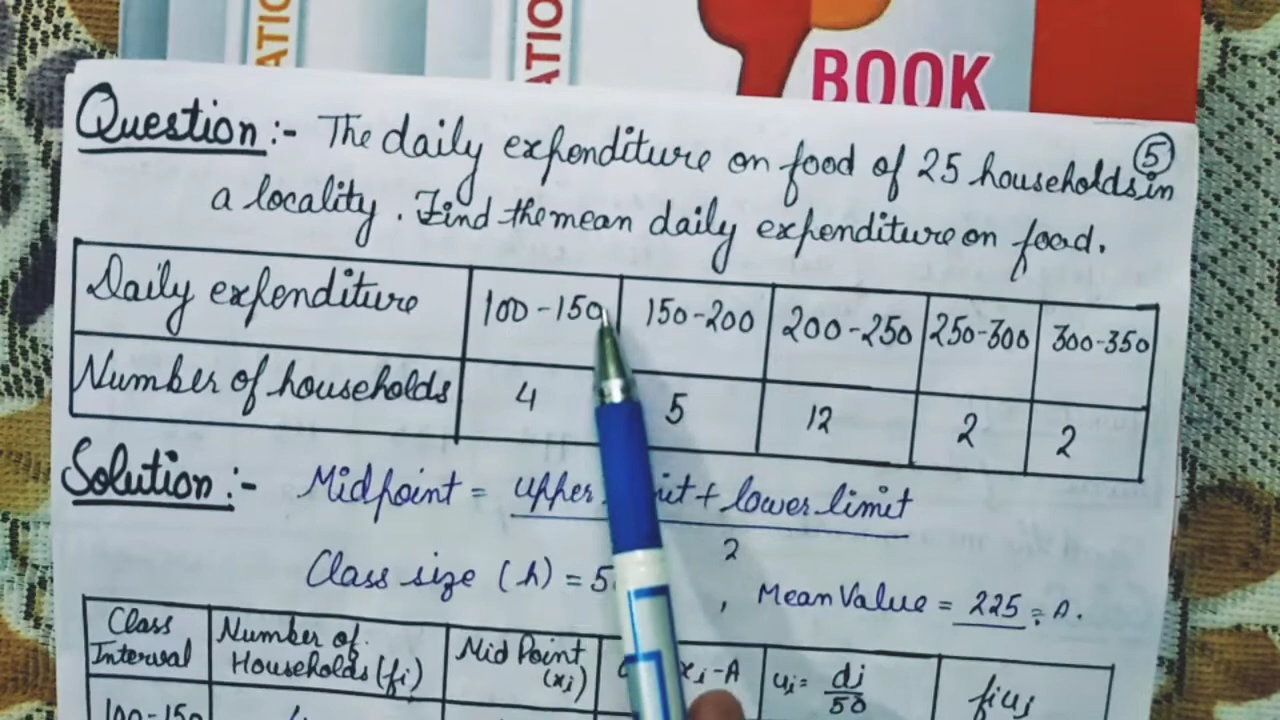 ATIO
ATION
BOOK
Question :- The daily expenditure on food of 25 households in
5
a locality. Find the mean daily expenditure on food.
Daily expenditure 100-150 150-200 200-250 250-300 300-350
Number of households 4 5 12 2 2
Solution :- Midpoint = upper + lower limit
2
Class size (h) = 5 , Mean Value = 225 = A.
Class Interval Number of Households (fi) Mid Point (xi) xi-A ui = di/50 fiui
100-150 4